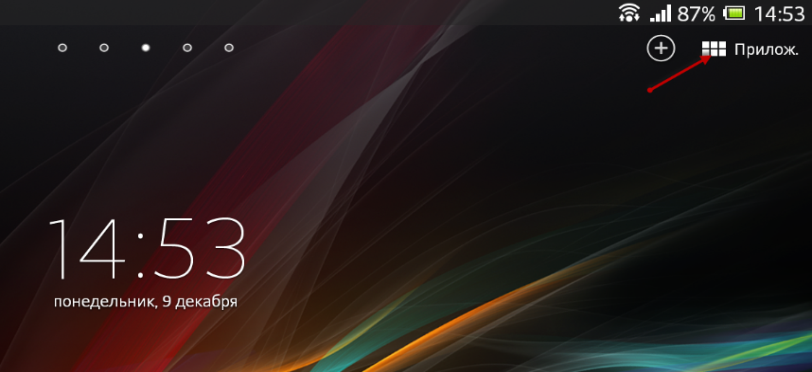 87% 14:53
Прилож.
14:53
понедельник, 9 декабря